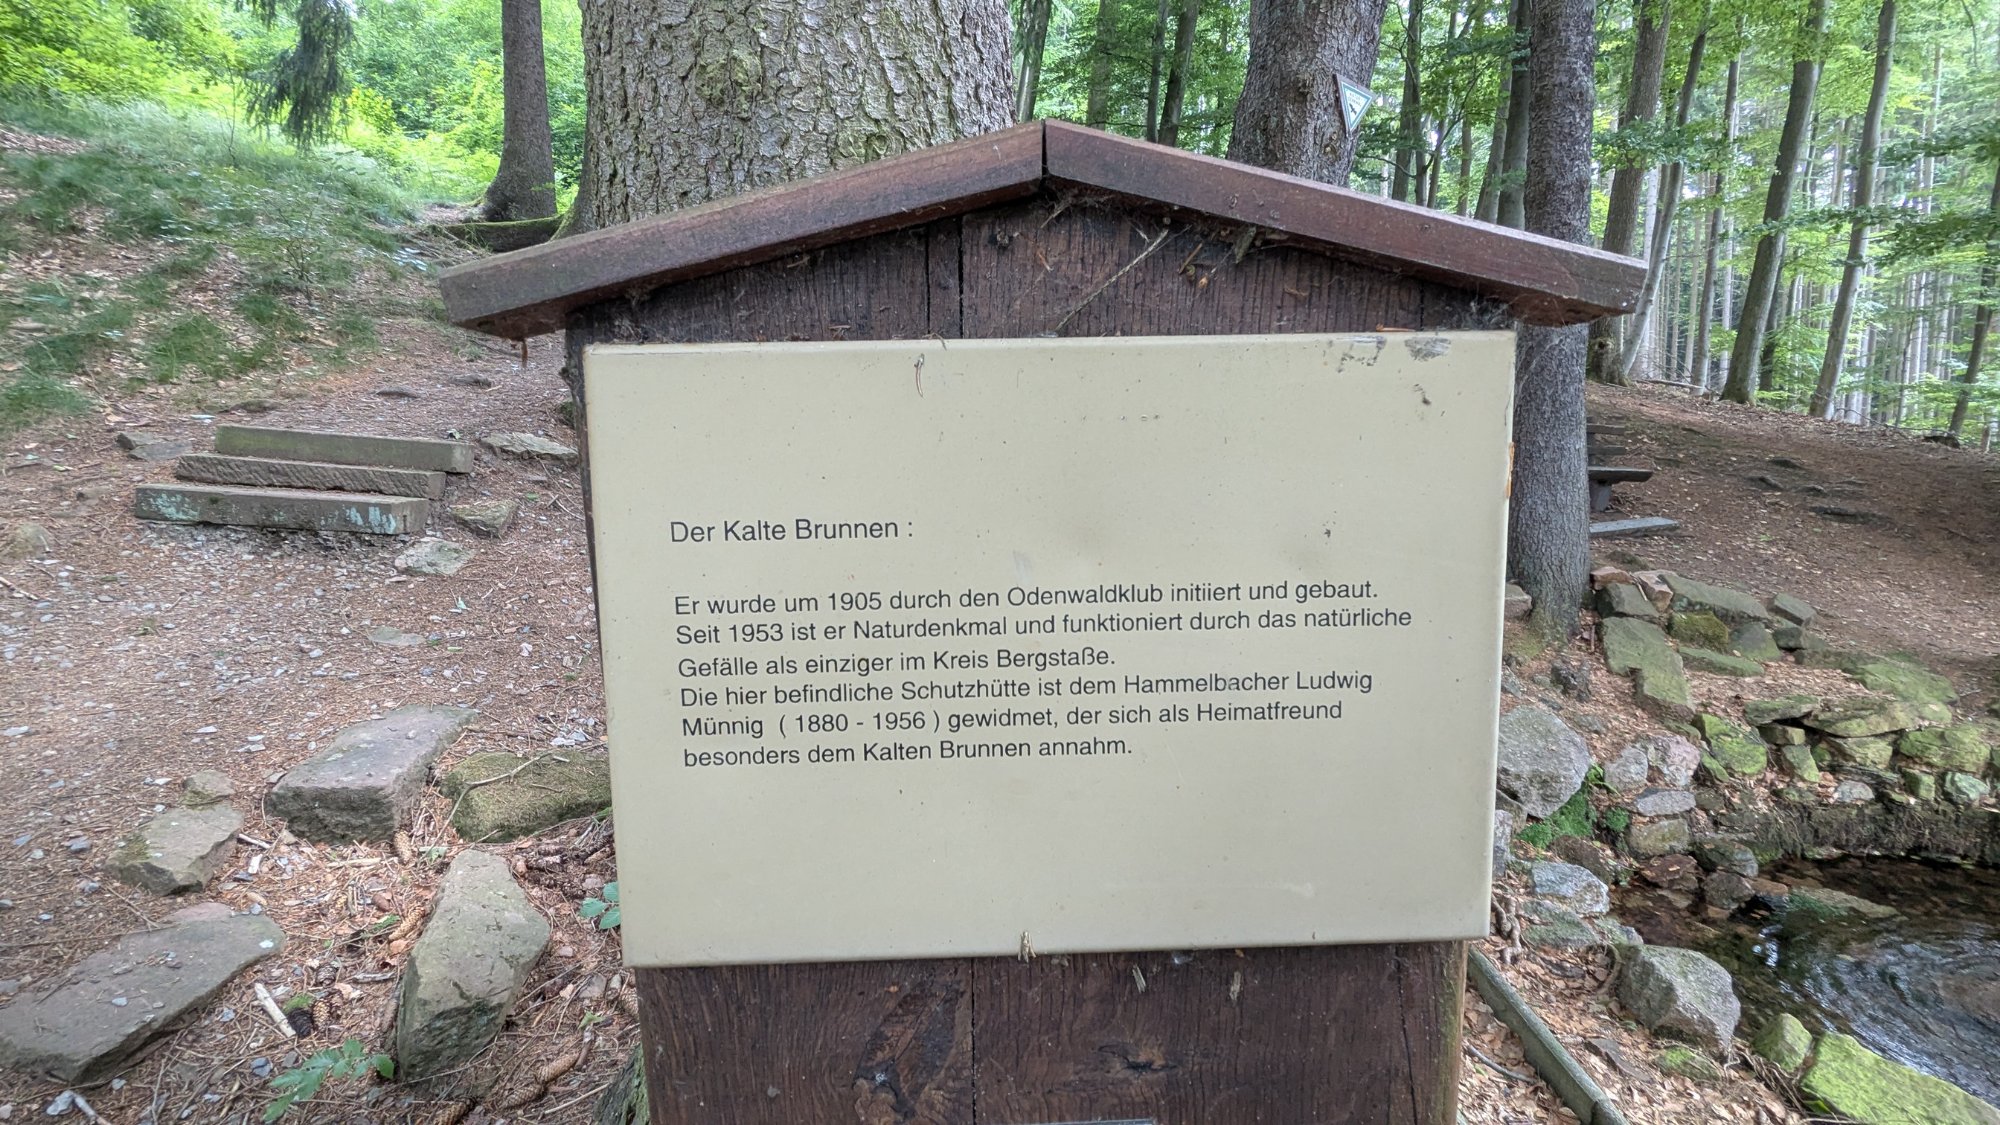 Der Kalte Brunnen :
Er wurde um 1905 durch den Odenwaldklub initiiert und gebaut.
Seit 1953 ist er Naturdenkmal und funktioniert durch das natürliche
Gefälle als einziger im Kreis Bergstaße.
Die hier befindliche Schutzhütte ist dem Hammelbacher Ludwig
Münnig ( 1880 - 1956 ) gewidmet, der sich als Heimatfreund
besonders dem Kalten Brunnen annahm.